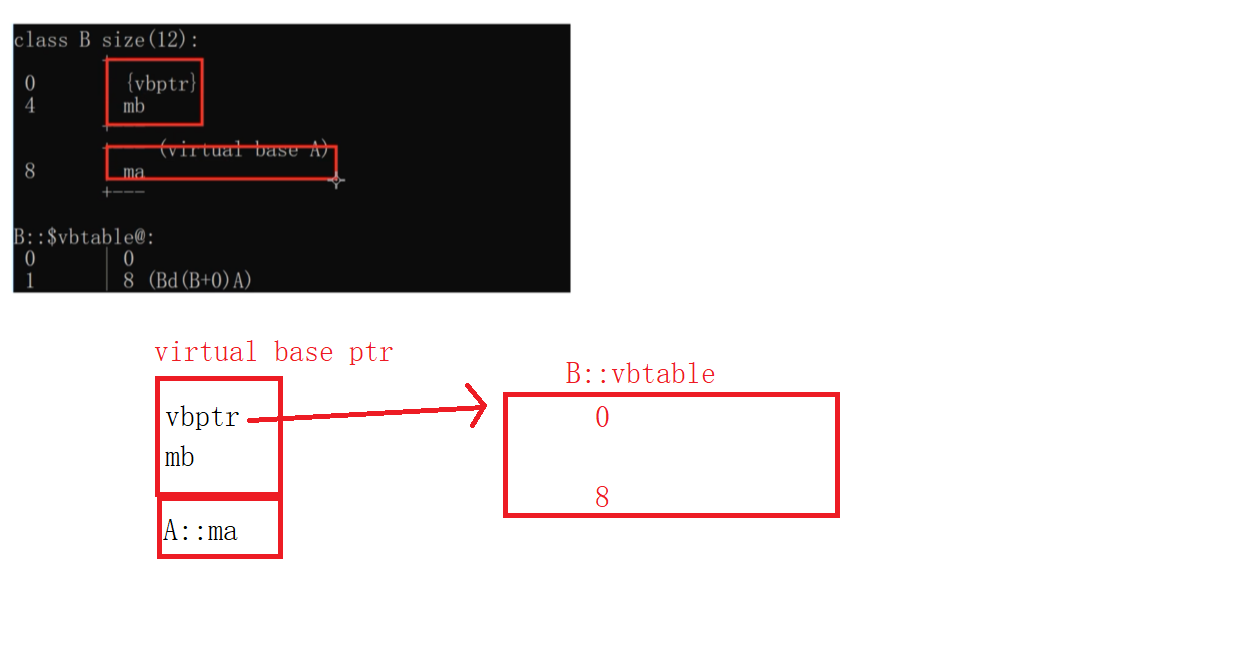 class B size(12):
0 {vbptr}
4 mb
(virtual base A)
8 ma
+---
B::$vbtable@:
0 | 0
1 | 8 (Bd(B+0)A)
virtual base ptr
B::vbtable
vbptr
0
mb
8
A::ma